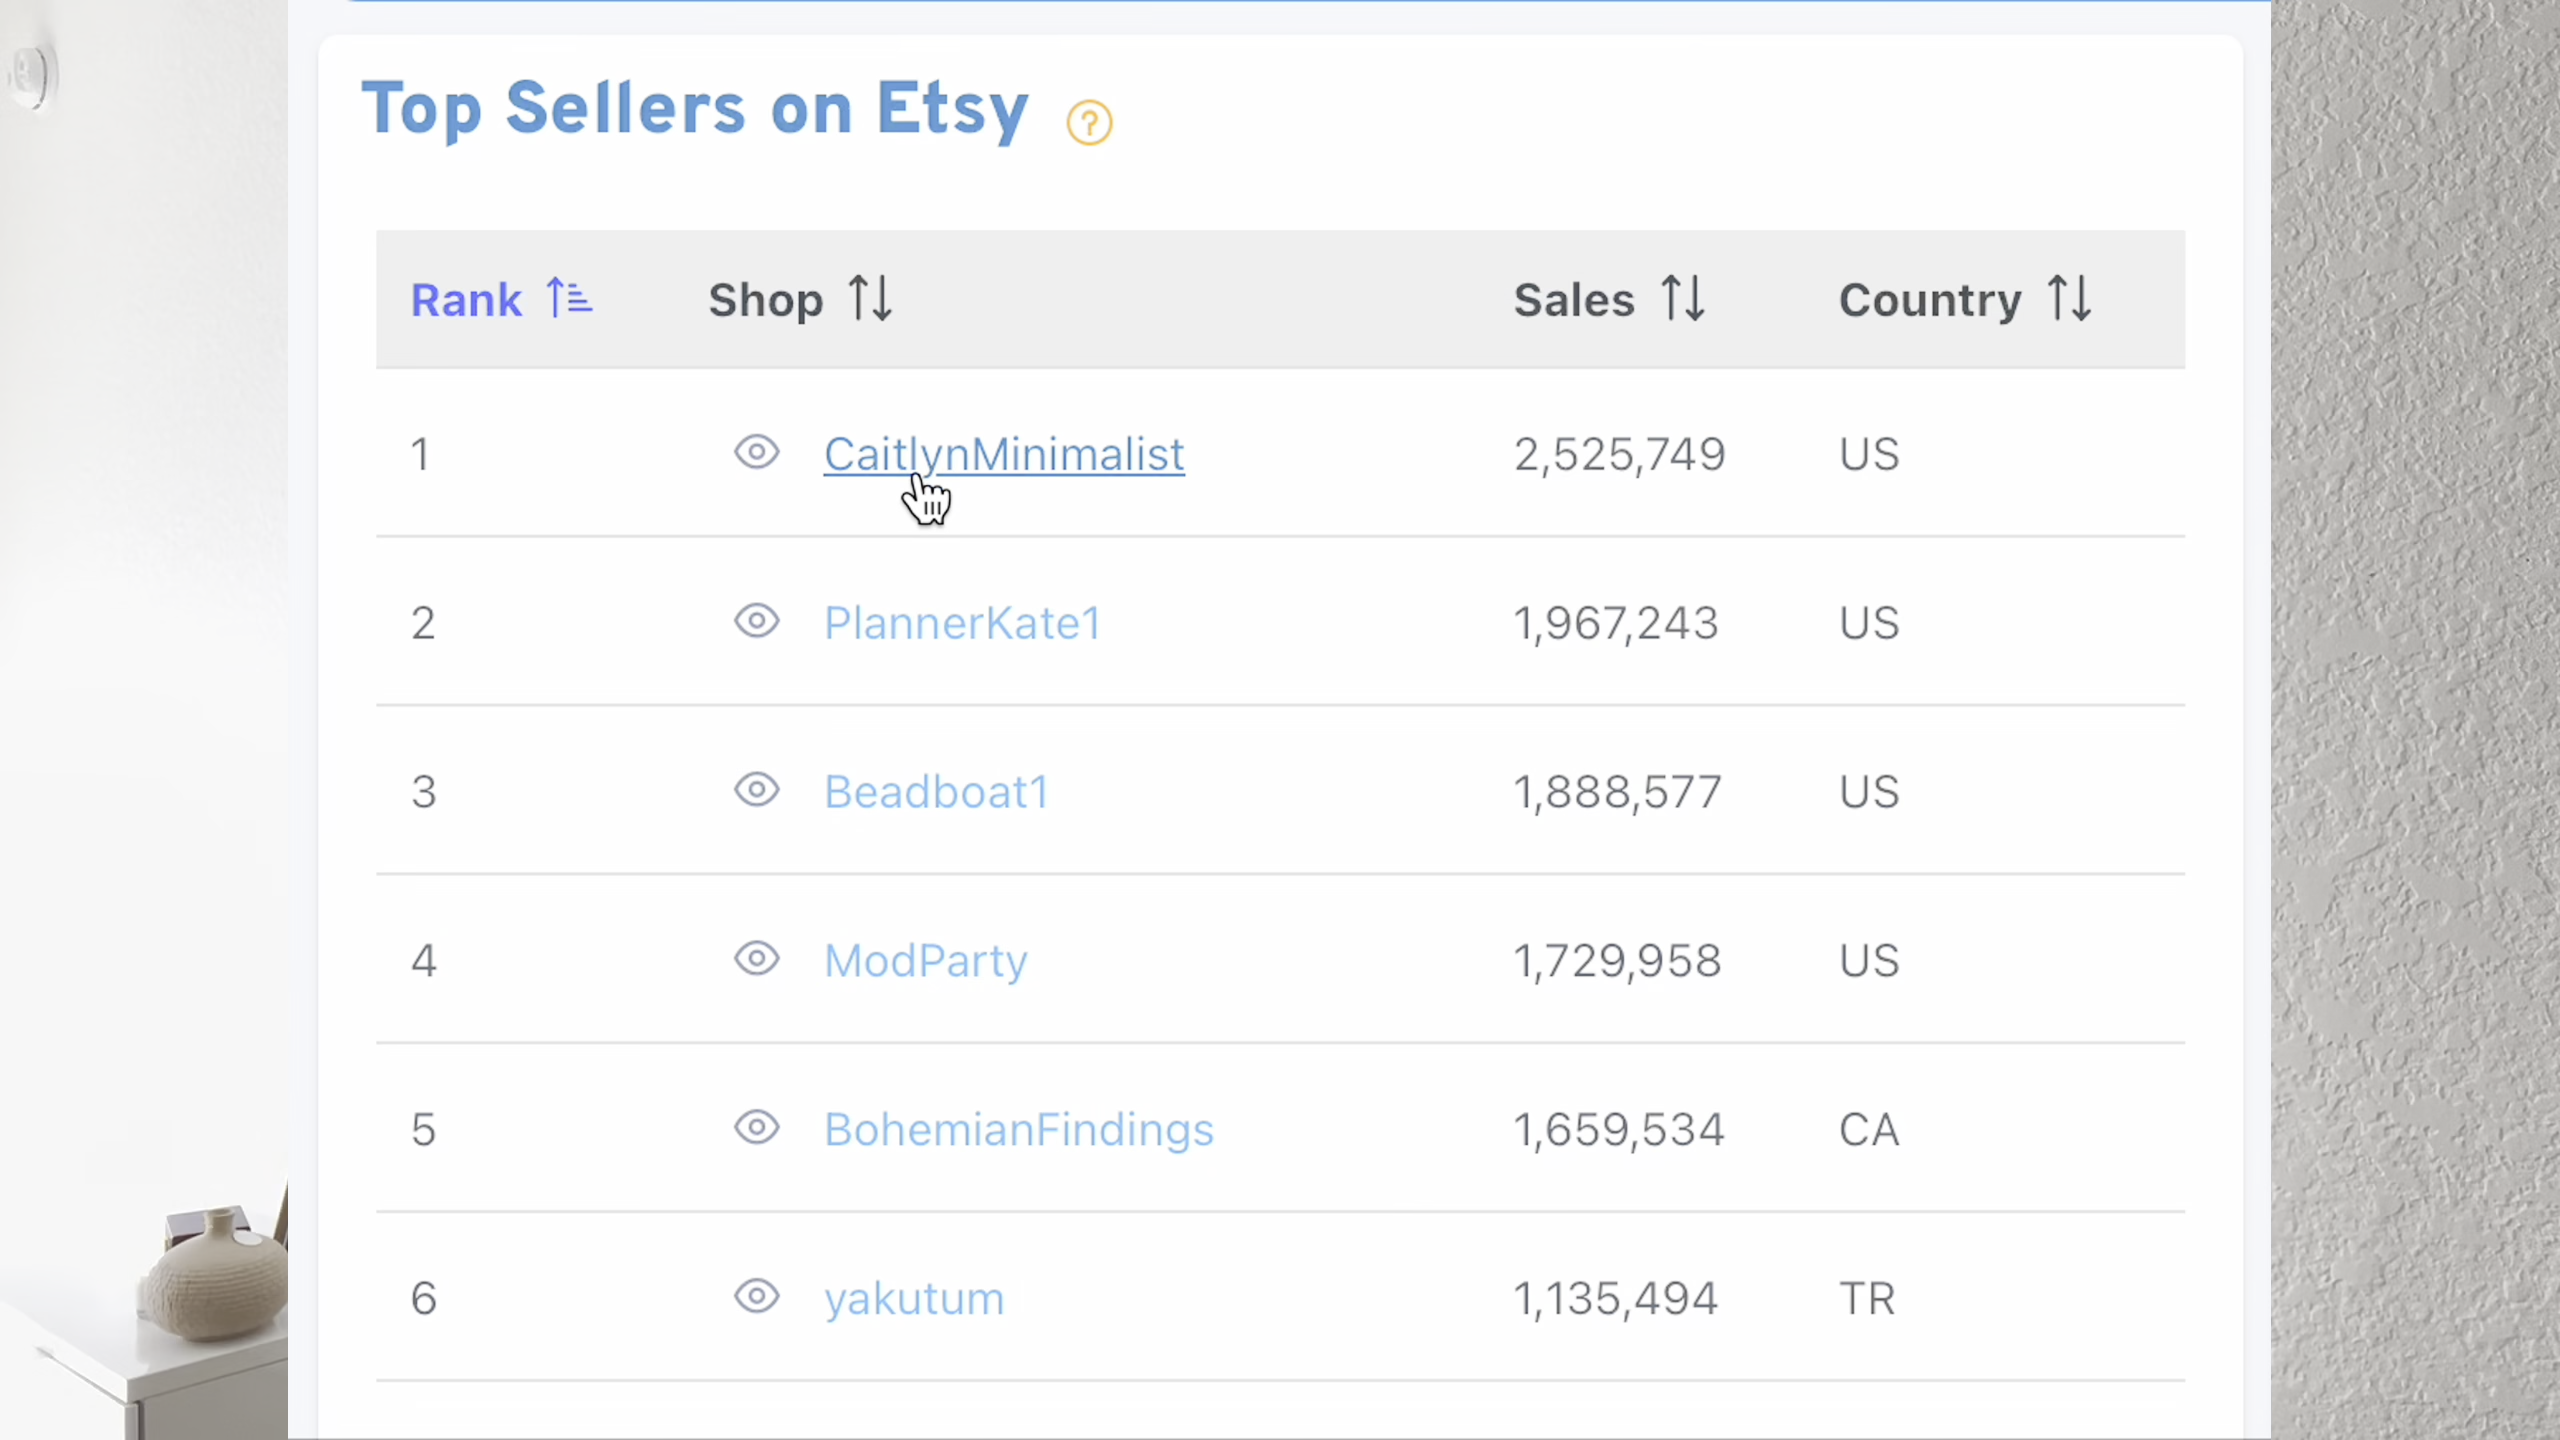 Top Sellers on Etsy ?
Rank Shop Sales Country
1 CaitlynMinimalist 2,525,749 US
2 PlannerKate1 1,967,243 US
3 Beadboat1 1,888,577 US
4 ModParty 1,729,958 US
5 BohemianFindings 1,659,534 CA
6 yakutum 1,135,494 TR